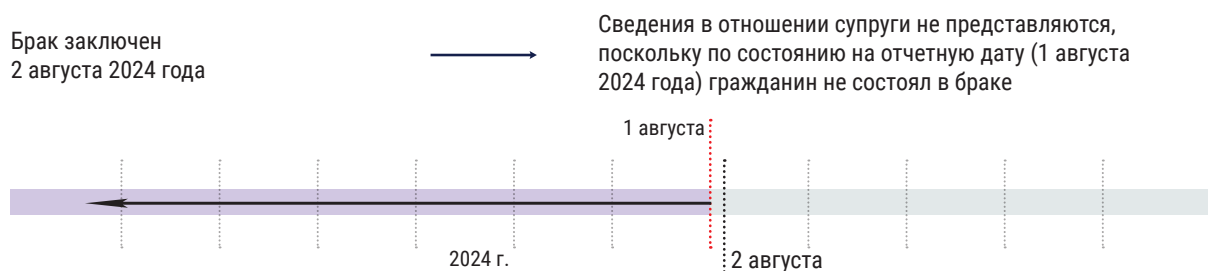 Брак заключен
2 августа 2024 года
Сведения в отношении супруги не представляются,
поскольку по состоянию на отчетную дату (1 августа
2024 года) гражданин не состоял в браке
1 августа
2024 г.
2 августа